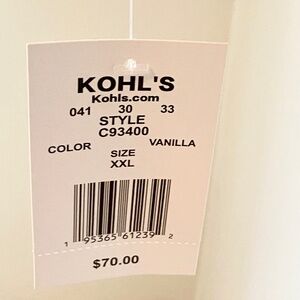 KOHL'S
Kohls.com
041 30 33
STYLE
C93400
COLOR VANILLA
SIZE
XXL
1 95365 61239 2
$70.00